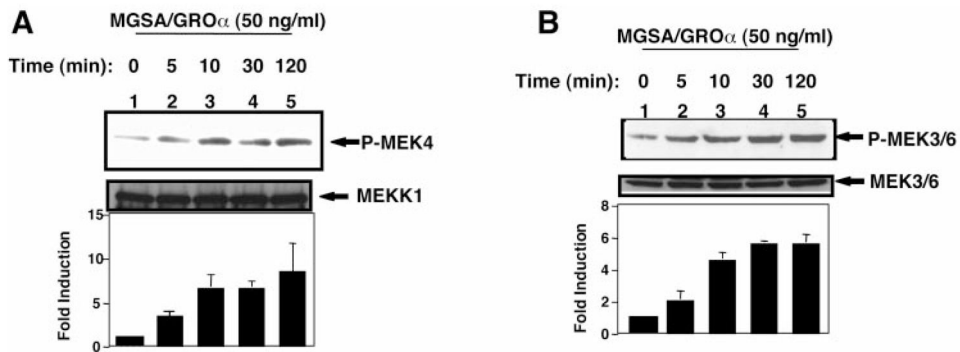 A
MGSA/GROα (50 ng/ml)
Time (min): 0 5 10 30 120
1 2 3 4 5
P-MEK4
MEKK1
Fold Induction
15
10
5
0
B
MGSA/GROα (50 ng/ml)
Time (min): 0 5 10 30 120
1 2 3 4 5
P-MEK3/6
MEK3/6
Fold Induction
8
6
4
2
0